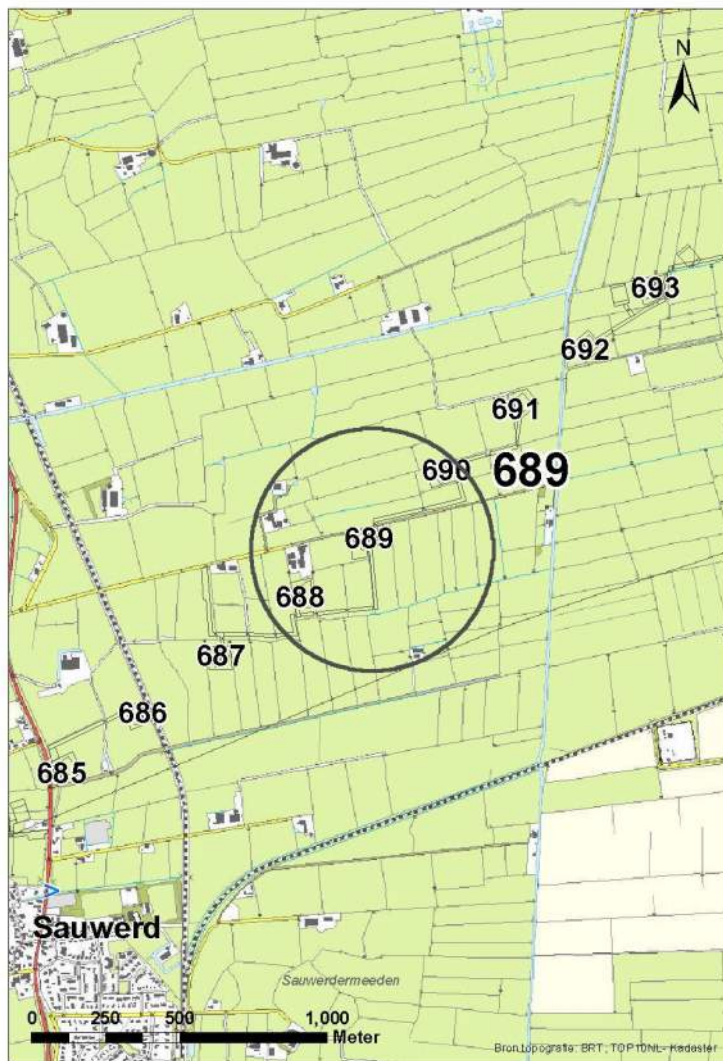 N
693
692
691
690
689
689
688
687
686
685
Sauwerd
Sauwerdermeeden
0 250 500 1,000
Meter
Bron topografie: BRT, TOP10NL- Kadaster